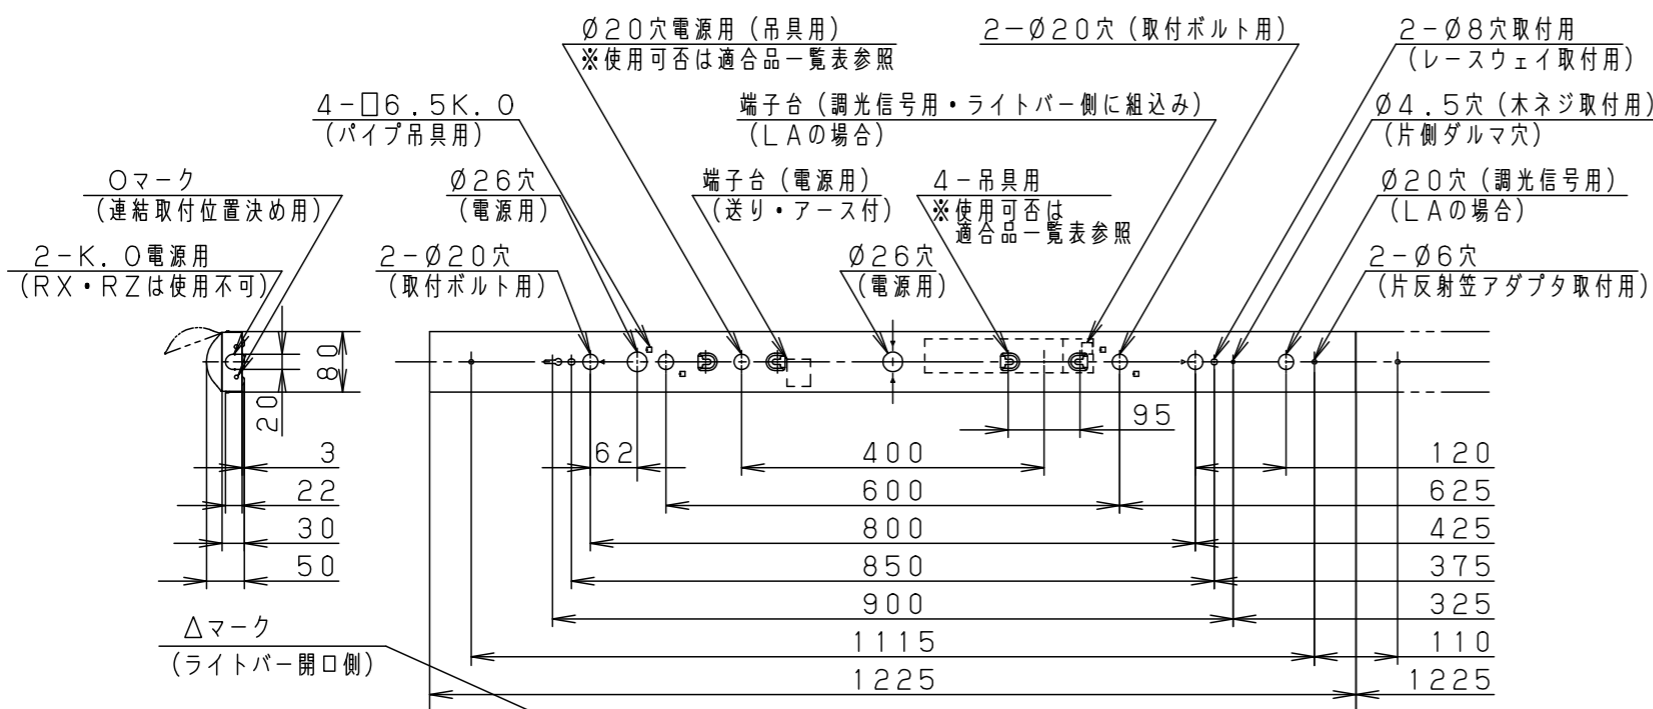 Ø20穴電源用（吊具用）
※使用可否は適合品一覧表参照
2－Ø20穴（取付ボルト用）
2－Ø8穴取付用
（レースウェイ取付用）
4－□6.5K.O
（パイプ吊具用）
端子台（調光信号用・ライトバー側に組込み）
（LAの場合）
Ø4.5穴（木ネジ取付用）
（片側ダルマ穴）
Oマーク
（連結取付位置決め用）
Ø26穴
（電源用）
端子台（電源用）
（送り・アース付）
4－吊具用
※使用可否は
適合品一覧表参照
Ø20穴（調光信号用）
（LAの場合）
2－K.O電源用
（RX・RZは使用不可）
2－Ø20穴
（取付ボルト用）
Ø26穴
（電源用）
2－Ø6穴
（片反射笠アダプタ取付用）
80
20
95
3
62
400
120
22
600
625
30
800
425
50
850
375
900
325
△マーク
（ライトバー開口側）
1115
110
1225
1225